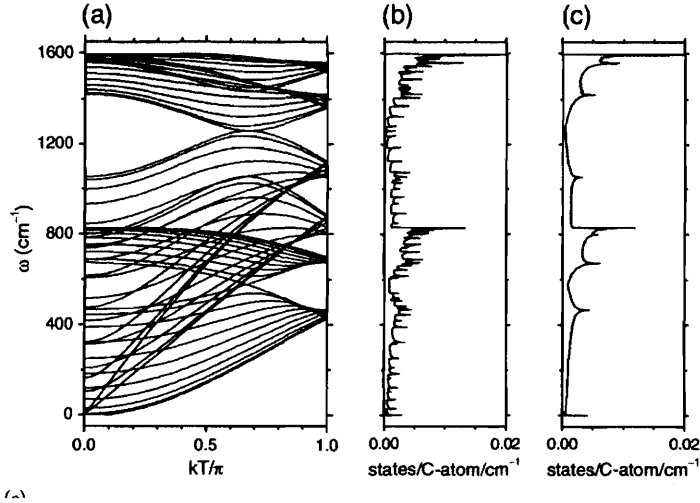 (a)
(b)
(c)
1600
1200
800
400
0
ω (cm⁻¹)
0.0
0.5
1.0
kT/π
0.00
0.02
states/C-atom/cm⁻¹
0.00
0.02
states/C-atom/cm⁻¹